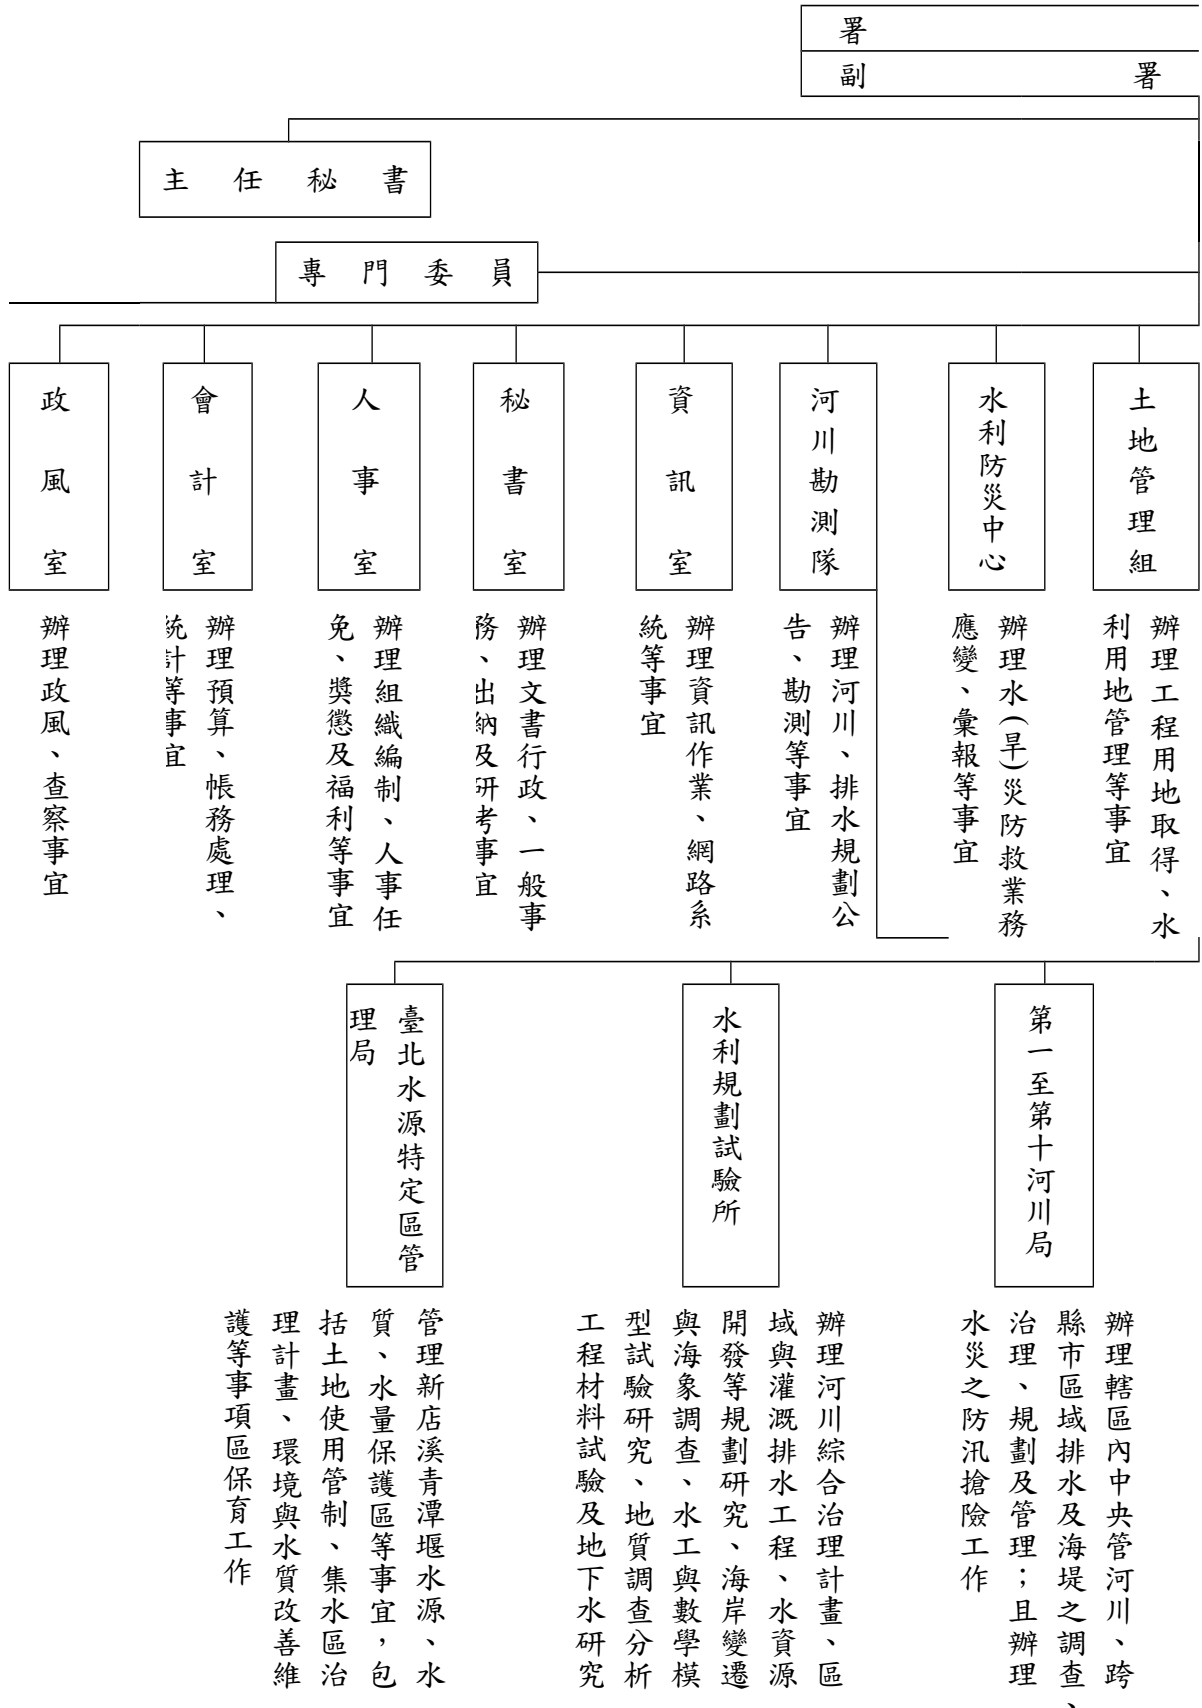 署
副 署
主任秘書
專門委員
土地管理組
辦理工程用地取得、水
利用地管理等事宜
水利防災中心
辦理水(旱)災防救業務
應變、彙報等事宜
河川勘測隊
辦理河川、排水規劃公
告、勘測等事宜
資訊室
辦理資訊作業、網路系
統等事宜
秘書室
辦理文書行政、一般事
務、出納及研考事宜
人事室
辦理組織編制、人事任
免、獎懲及福利等事宜
會計室
辦理預算、帳務處理、
統計等事宜
政風室
辦理政風、查察事宜
第一至第十河川局
辦理轄區內中央管河川、跨
縣市區域排水及海堤之調查、
治理、規劃及管理；且辦理
水災之防汛搶險工作
水利規劃試驗所
辦理河川綜合治理計畫、區
域與灌溉排水工程、水資源
開發等規劃研究、海岸變遷
與海象調查、水工與數學模
型試驗研究、地質調查分析
工程材料試驗及地下水研究
臺北水源特定區管
理局
管理新店溪青潭堰水源、水
質、水量保護區等事宜，包
括土地使用管制、集水區治
理計畫、環境與水質改善維
護等事項區保育工作